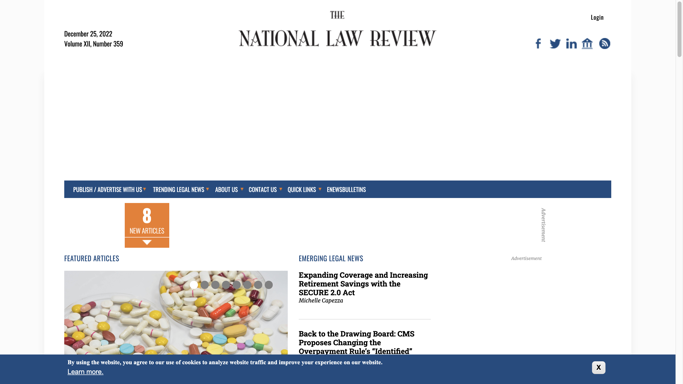 THE
Login
December 25, 2022
NATIONAL LAW REVIEW
Volume XII, Number 359
PUBLISH / ADVERTISE WITH US TRENDING LEGAL NEWS ABOUT US CONTACT US QUICK LINKS ENEWSBULLETINS
8
NEW ARTICLES
Advertisement
FEATURED ARTICLES
EMERGING LEGAL NEWS
Advertisement
Expanding Coverage and Increasing
Retirement Savings with the
SECURE 2.0 Act
Michelle Capezza
Back to the Drawing Board: CMS
Proposes Changing the
Overpayment Rule's "Identified"
By using the website, you agree to our use of cookies to analyze website traffic and improve your experience on our website.
Learn more.
X